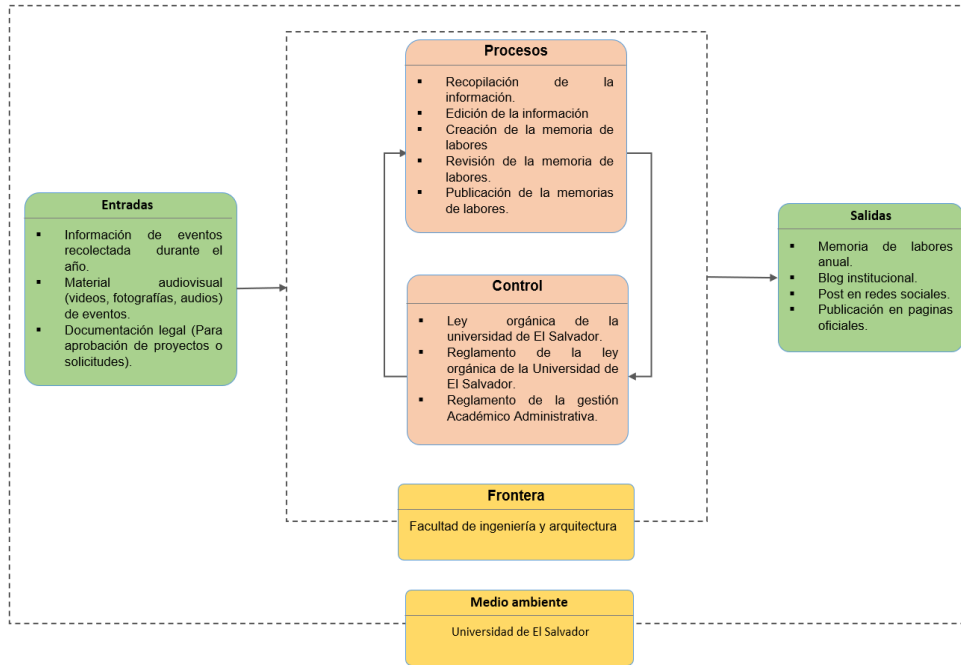 Procesos
▪ Recopilación de la
información.
▪ Edición de la información
▪ Creación de la memoria de
labores
▪ Revisión de la memoria de
labores.
▪ Publicación de la memorias
de labores.
Entradas
▪ Información de eventos
recolectada durante el
año.
▪ Material audiovisual
(videos, fotografías, audios)
de eventos.
▪ Documentación legal (Para
aprobación de proyectos o
solicitudes).
Control
▪ Ley orgánica de la
universidad de El Salvador.
▪ Reglamento de la ley
orgánica de la Universidad de
El Salvador.
▪ Reglamento de la gestión
Académico Administrativa.
Salidas
▪ Memoria de labores
anual.
▪ Blog institucional.
▪ Post en redes sociales.
▪ Publicación en paginas
oficiales.
Frontera
Facultad de ingeniería y arquitectura
Medio ambiente
Universidad de El Salvador